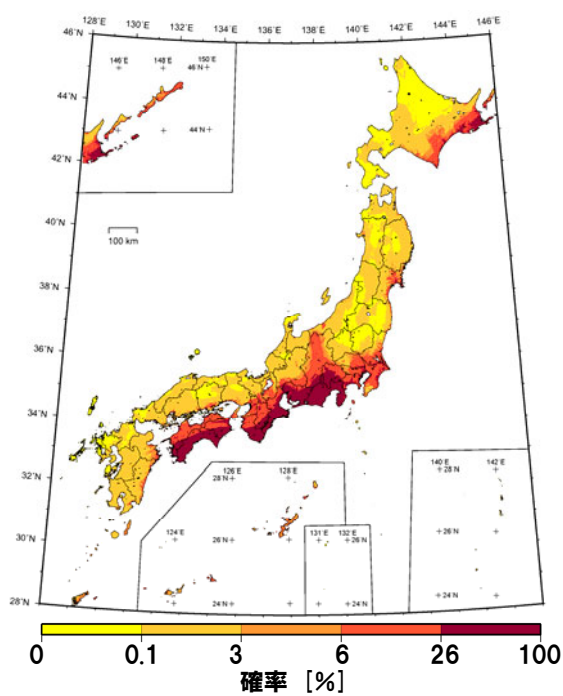 128°E 130°E 132°E 134°E 136°E 138°E 140°E 142°E 144°E 146°E
46°N
146°E 148°E 150°E
46°N
44°N
44°N
42°N
40°N
100 km
38°N
36°N
34°N
32°N
126°E 128°E
28°N
140°E 142°E
28°N
30°N
124°E
26°N
131°E 132°E
26°N
26°N
28°N
24°N
24°N
24°N
0 0.1 3 6 26 100
確率 [%]